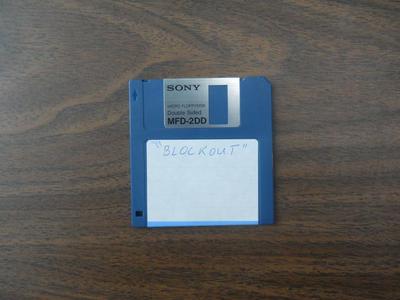 SONY
MICRO FLOPPYDISK
Double Sided
MFD-2DD
"BLOCKOUT"